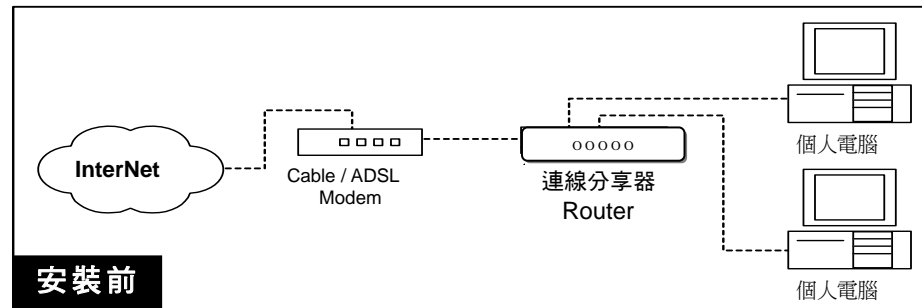 InterNet
Cable / ADSL
Modem
連線分享器
Router
個人電腦
個人電腦
安裝前